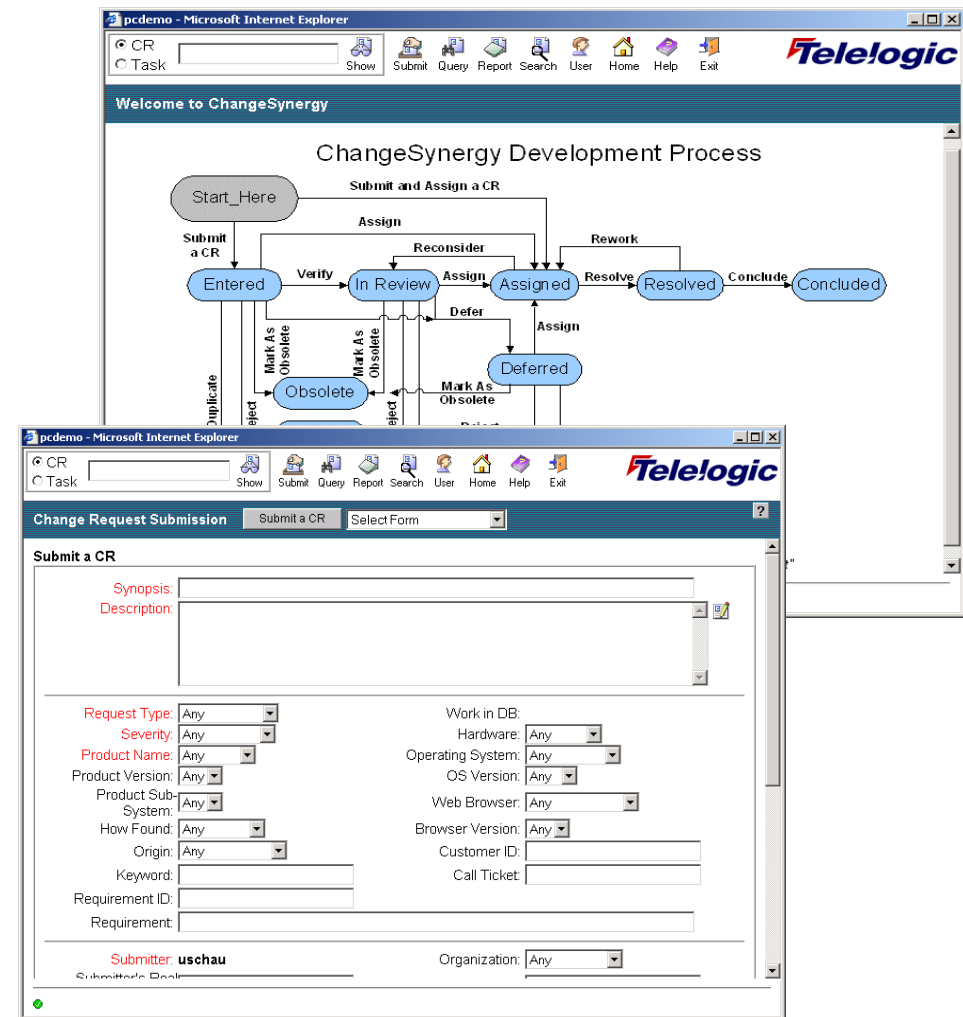 pcdemo - Microsoft Internet Explorer
CR
Task
Show Submit Query Report Search User Home Help Exit
Telelogic
Welcome to ChangeSynergy
ChangeSynergy Development Process
Start_Here
Submit and Assign a CR
Submit
a CR
Assign
Reconsider
Rework
Entered
Verify
In Review
Assign
Assigned
Resolve
Resolved
Conclude
Concluded
Defer
Assign
Mark As
Obsolete
Mark As
Obsolete
Deferred
Obsolete
Mark As
Obsolete
pcdemo - Microsoft Internet Explorer
CR
Task
Show Submit Query Report Search User Home Help Exit
Telelogic
Change Request Submission Submit a CR Select Form ?
Submit a CR
Synopsis:
Description:
Request Type: Any Work in DB:
Severity: Any Hardware: Any
Product Name: Any Operating System: Any
Product Version: Any OS Version: Any
Product Sub-
System: Any Web Browser: Any
How Found: Any Browser Version: Any
Origin: Any Customer ID:
Keyword: Call Ticket:
Requirement ID:
Requirement:
Submitter: uschau Organization: Any